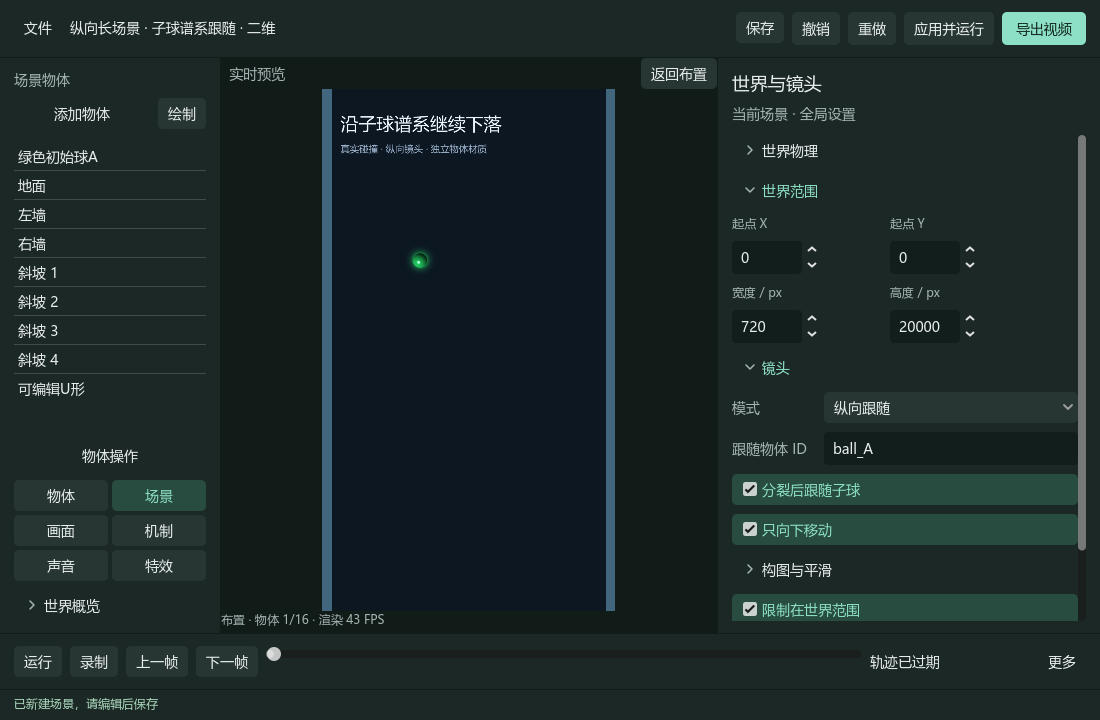 文件
纵向长场景 · 子球谱系跟随 · 二维
保存
撤销
重做
应用并运行
导出视频
场景物体
添加物体
绘制
绿色初始球A
地面
左墙
右墙
斜坡 1
斜坡 2
斜坡 3
斜坡 4
可编辑U形
物体操作
物体
场景
画面
机制
声音
特效
世界概览
实时预览
返回布置
沿子球谱系继续下落
真实碰撞 · 纵向镜头 · 独立物体材质
布置 · 物体 1/16 · 渲染 43 FPS
世界与镜头
当前场景 · 全局设置
世界物理
世界范围
起点 X
起点 Y
0
0
宽度 / px
高度 / px
720
20000
镜头
模式
纵向跟随
跟随物体 ID
ball_A
分裂后跟随子球
只向下移动
构图与平滑
限制在世界范围
运行
录制
上一帧
下一帧
轨迹已过期
更多
已新建场景，请编辑后保存